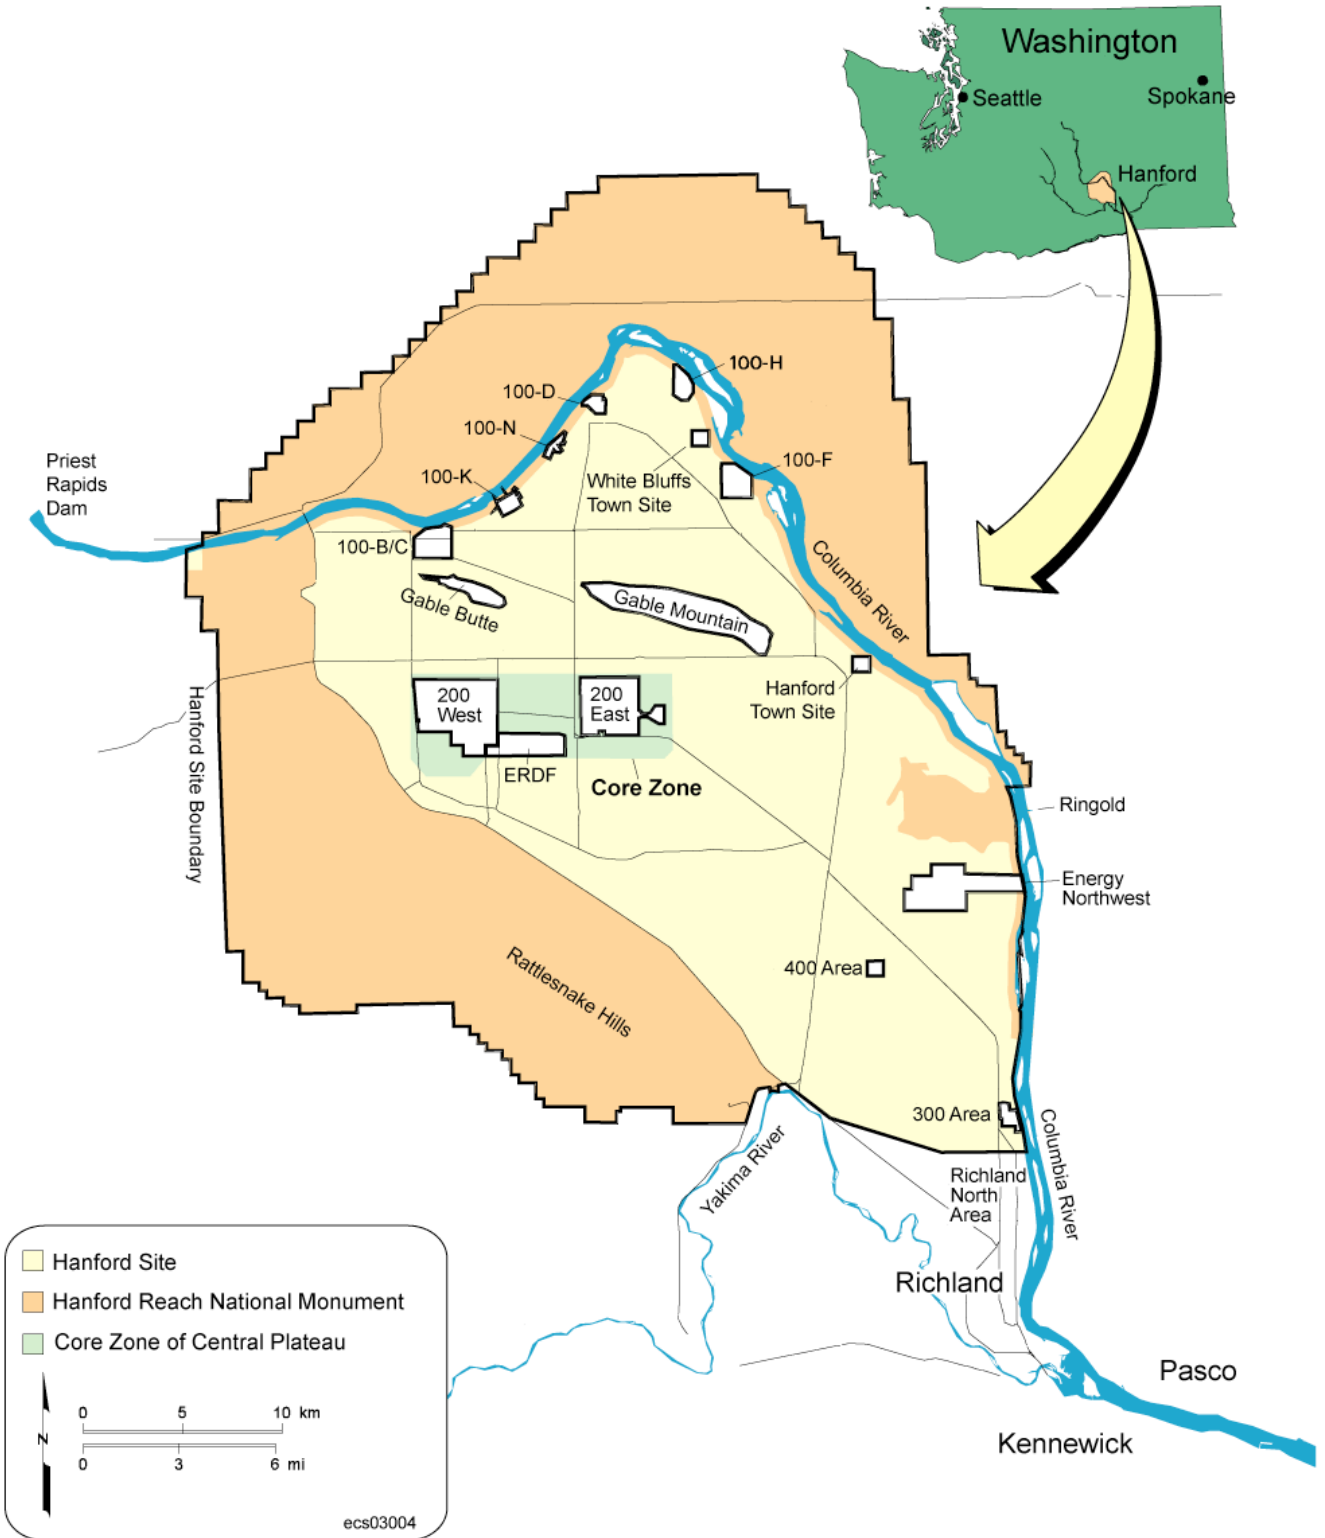 Washington
Seattle
Spokane
Hanford
100-H
100-D
100-N
100-K
100-F
Priest
Rapids
Dam
White Bluffs
Town Site
100-B/C
Columbia River
Gable Butte
Gable Mountain
Hanford
Town Site
200
West
200
East
ERDF
Core Zone
Hanford Site Boundary
Ringold
Energy
Northwest
Rattlesnake Hills
400 Area
300 Area
Columbia River
Yakima River
Richland
North
Area
Richland
Pasco
Kennewick
Hanford Site
Hanford Reach National Monument
Core Zone of Central Plateau
N
0 5 10 km
0 3 6 mi
ecs03004